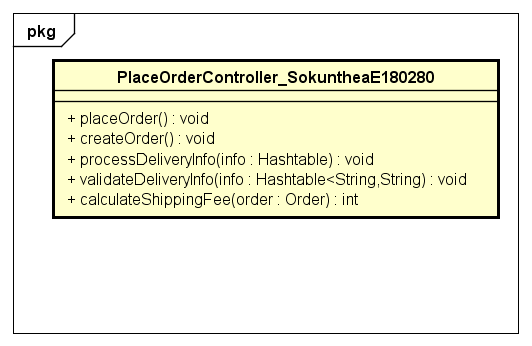 pkg
PlaceOrderController_SokuntheaE180280
+ placeOrder() : void
+ createOrder() : void
+ processDeliveryInfo(info : Hashtable) : void
+ validateDeliveryInfo(info : Hashtable<String,String) : void
+ calculateShippingFee(order : Order) : int